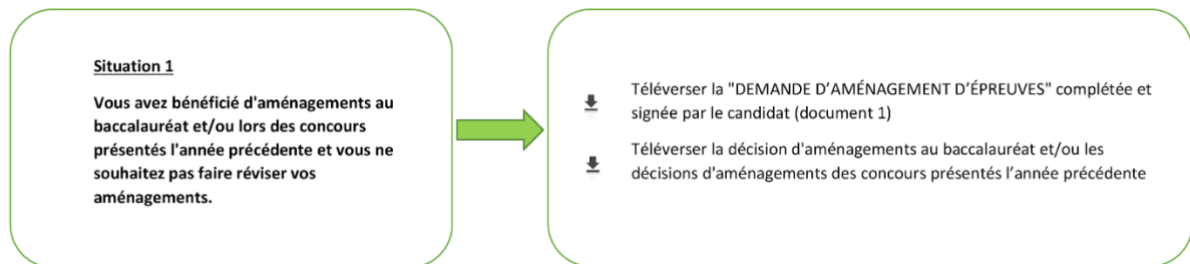 Situation 1
Vous avez bénéficié d'aménagements au
baccalauréat et/ou lors des concours
présentés l'année précédente et vous ne
souhaitez pas faire réviser vos
aménagements.
Téléverser la "DEMANDE D’AMÉNAGEMENT D’ÉPREUVES" complétée et
signée par le candidat (document 1)
Téléverser la décision d'aménagements au baccalauréat et/ou les
décisions d'aménagements des concours présentés l’année précédente